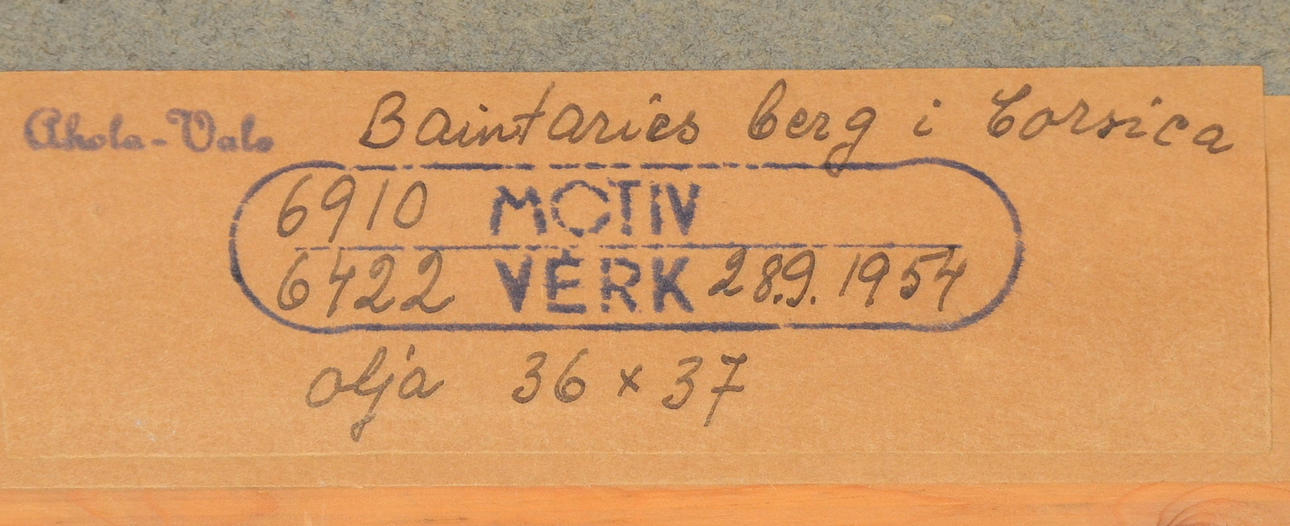 Ahola-Valo Baintaries berg i Corsica
6910 MOTIV
6422 VERK 28.9.1954
olja 36 x 37